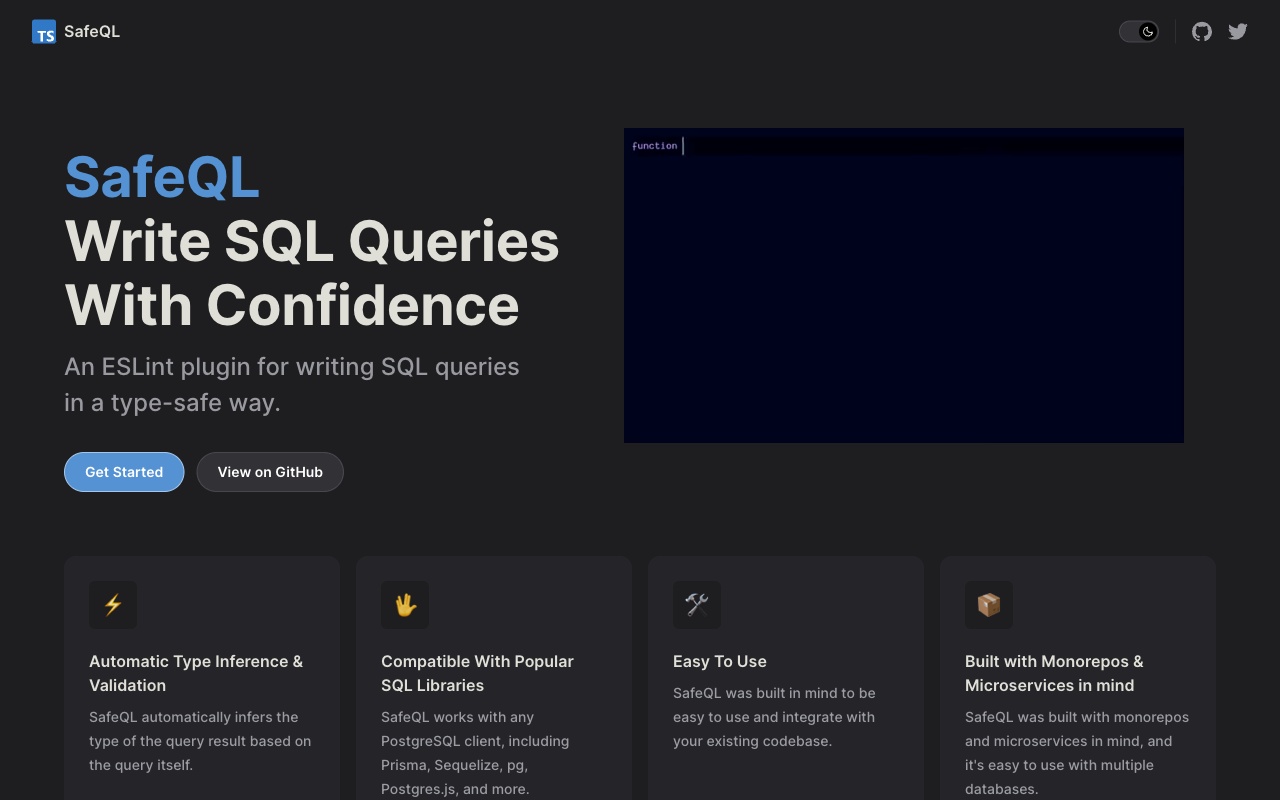 TS SafeQL
SafeQL
Write SQL Queries
With Confidence
An ESLint plugin for writing SQL queries
in a type-safe way.
Get Started
View on GitHub
function
Automatic Type Inference &
Validation
SafeQL automatically infers the
type of the query result based on
the query itself.
Compatible With Popular
SQL Libraries
SafeQL works with any
PostgreSQL client, including
Prisma, Sequelize, pg,
Postgres.js, and more.
Easy To Use
SafeQL was built in mind to be
easy to use and integrate with
your existing codebase.
Built with Monorepos &
Microservices in mind
SafeQL was built with monorepos
and microservices in mind, and
it's easy to use with multiple
databases.